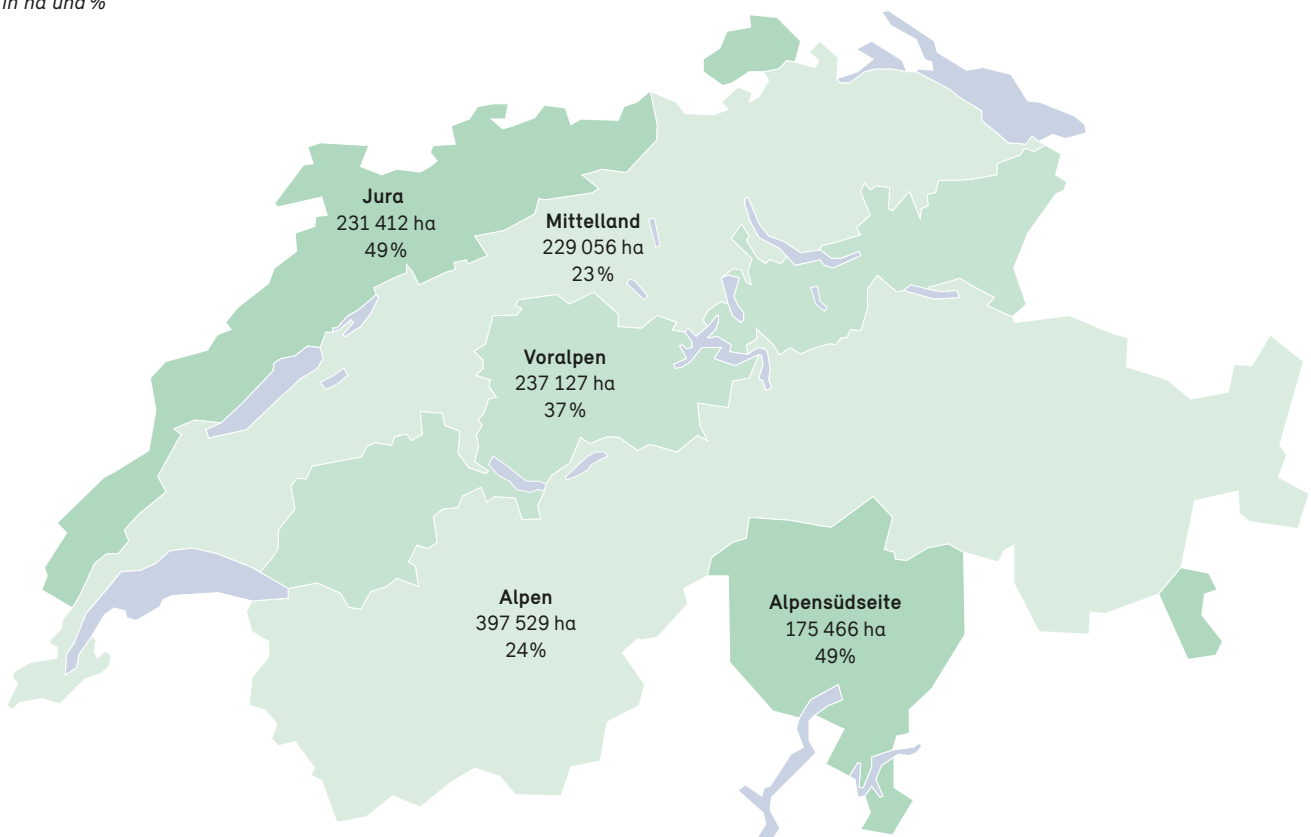 in ha und %
Jura
231 412 ha
49%
Mittelland
229 056 ha
23%
Voralpen
237 127 ha
37%
Alpen
397 529 ha
24%
Alpensüdseite
175 466 ha
49%